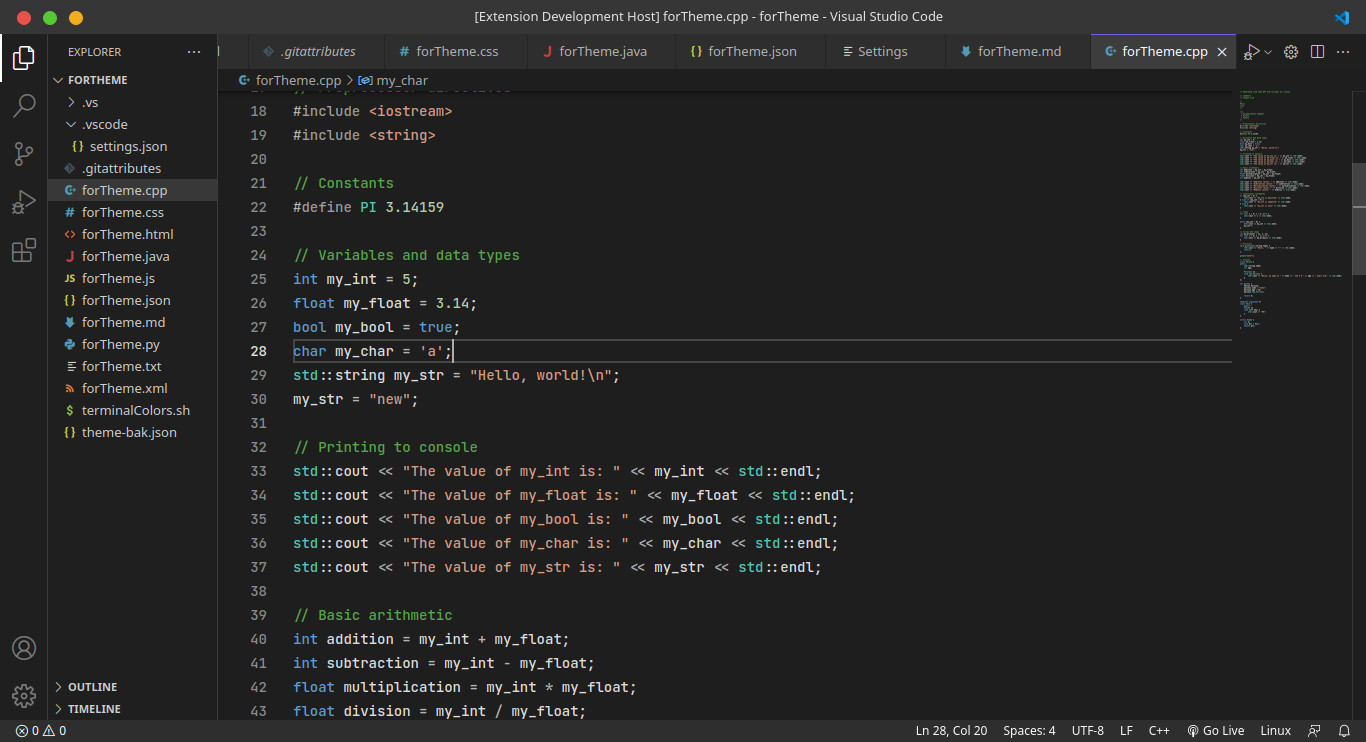 [Extension Development Host] forTheme.cpp - forTheme - Visual Studio Code
EXPLORER
.gitattributes
# forTheme.css
J forTheme.java
{} forTheme.json
Settings
forTheme.md
forTheme.cpp
FORTHEME
.vs
.vscode
{} settings.json
.gitattributes
forTheme.cpp
# forTheme.css
<> forTheme.html
J forTheme.java
JS forTheme.js
{} forTheme.json
forTheme.md
forTheme.py
forTheme.txt
forTheme.xml
$ terminalColors.sh
{} theme-bak.json
OUTLINE
TIMELINE
forTheme.cpp > my_char
18 #include <iostream>
19 #include <string>
20
21 // Constants
22 #define PI 3.14159
23
24 // Variables and data types
25 int my_int = 5;
26 float my_float = 3.14;
27 bool my_bool = true;
28 char my_char = 'a';
29 std::string my_str = "Hello, world!\n";
30 my_str = "new";
31
32 // Printing to console
33 std::cout << "The value of my_int is: " << my_int << std::endl;
34 std::cout << "The value of my_float is: " << my_float << std::endl;
35 std::cout << "The value of my_bool is: " << my_bool << std::endl;
36 std::cout << "The value of my_char is: " << my_char << std::endl;
37 std::cout << "The value of my_str is: " << my_str << std::endl;
38
39 // Basic arithmetic
40 int addition = my_int + my_float;
41 int subtraction = my_int - my_float;
42 float multiplication = my_int * my_float;
43 float division = my_int / my_float;
0 0
Ln 28, Col 20
Spaces: 4
UTF-8
LF
C++
Go Live
Linux